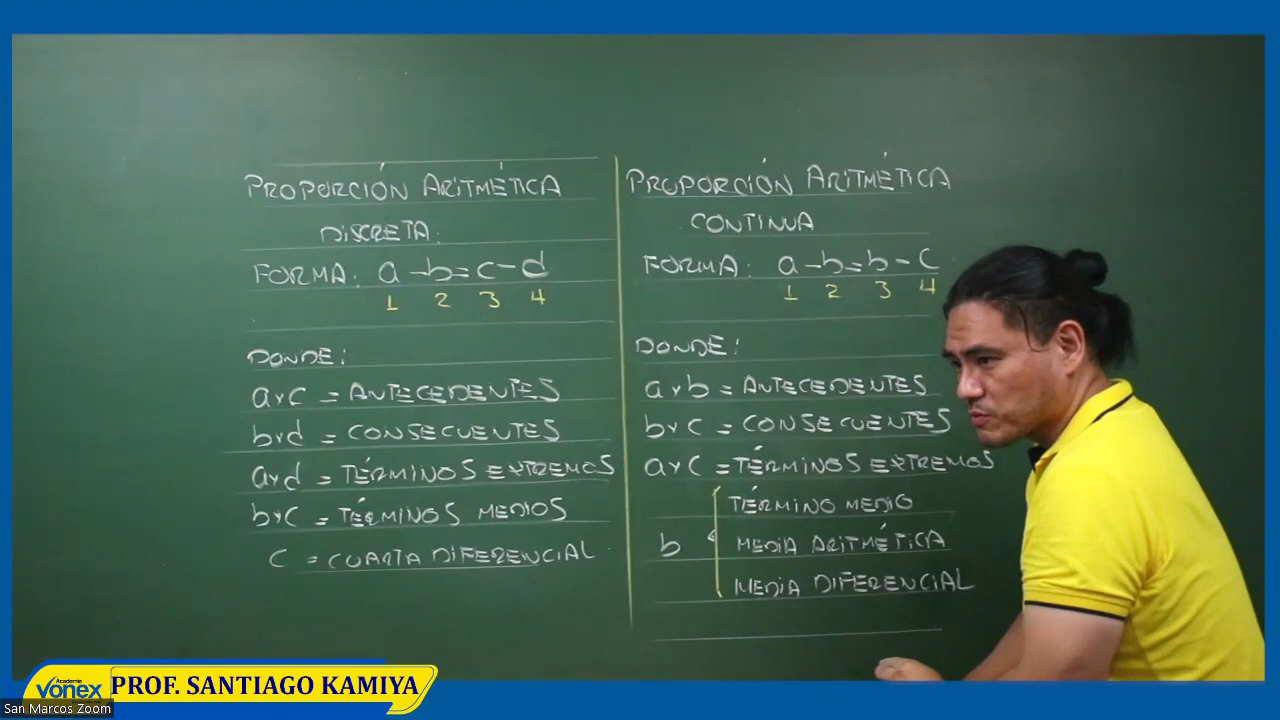 PROPORCIÓN ARITMÉTICA
DISCRETA:
FORMA: a - b = c - d
1 2 3 4
DONDE:
a y c = ANTECEDENTES
b y d = CONSECUENTES
a y d = TÉRMINOS EXTREMOS
b y c = TÉRMINOS MEDIOS
c = CUARTA DIFERENCIAL
PROPORCIÓN ARITMÉTICA
CONTINUA
FORMA: a - b = b - c
1 2 3 4
DONDE:
a y b = ANTECEDENTES
b y c = CONSECUENTES
a y c = TÉRMINOS EXTREMOS
TÉRMINO MEDIO
b MEDIA ARITMÉTICA
MEDIA DIFERENCIAL
Academia
vonex
PROF. SANTIAGO KAMIYA
San Marcos Zoom